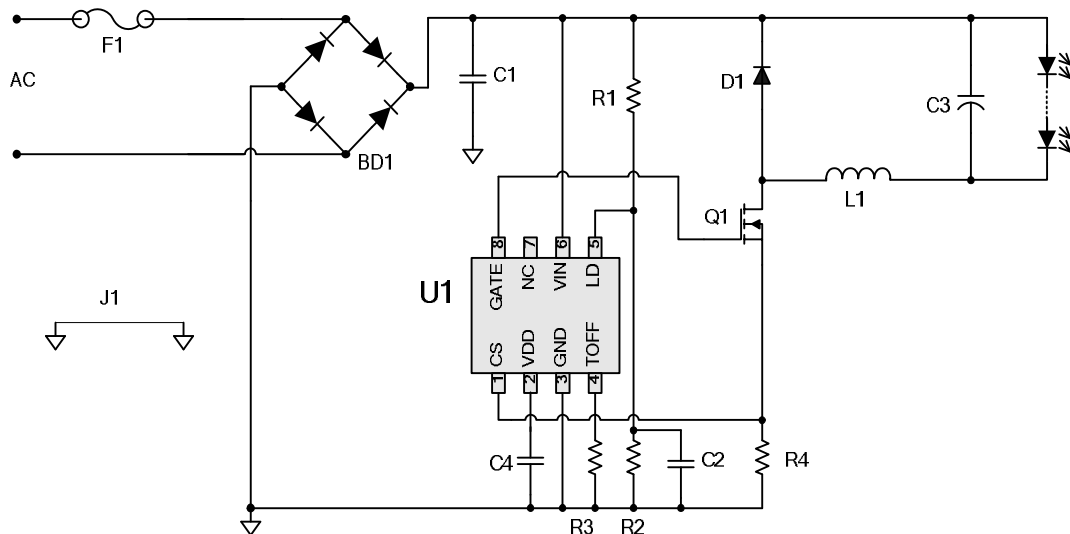 F1
AC
BD1
C1
R1
D1
C3
L1
Q1
U1
8 7 6 5
GATE NC VIN LD
CS VDD GND TOFF
1 2 3 4
J1
C4
C2
R4
R3
R2